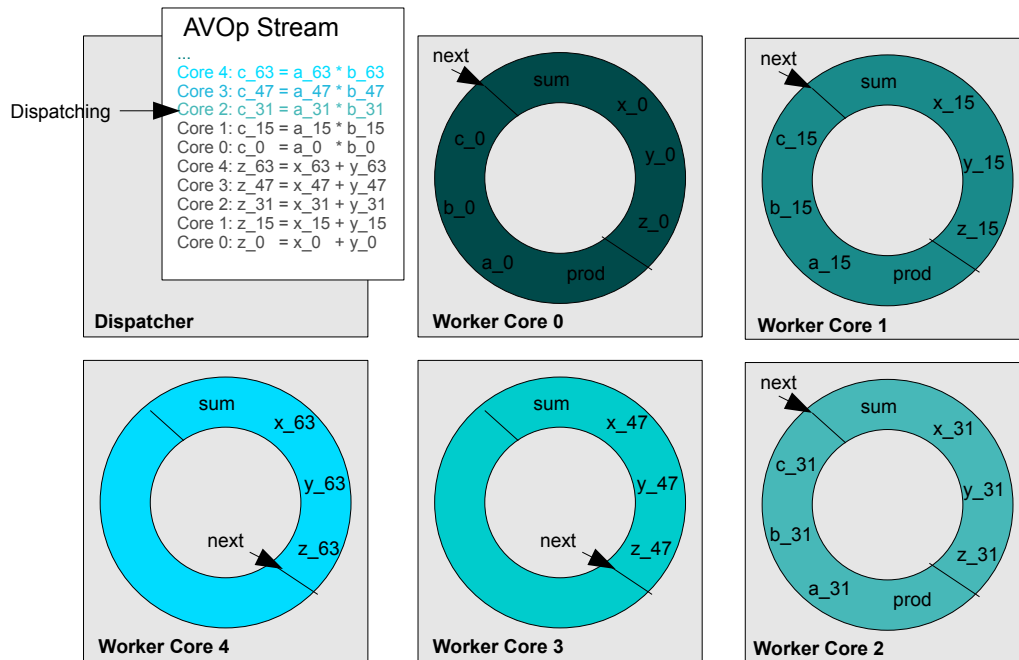 AVOp Stream
...
Core 4: c_63 = a_63 * b_63
Core 3: c_47 = a_47 * b_47
Dispatching
Core 2: c_31 = a_31 * b_31
Core 1: c_15 = a_15 * b_15
Core 0: c_0 = a_0 * b_0
Core 4: z_63 = x_63 + y_63
Core 3: z_47 = x_47 + y_47
Core 2: z_31 = x_31 + y_31
Core 1: z_15 = x_15 + y_15
Core 0: z_0 = x_0 + y_0
Dispatcher
next
sum
x_0
y_0
z_0
prod
a_0
b_0
c_0
Worker Core 0
next
sum
x_15
y_15
z_15
prod
a_15
b_15
c_15
Worker Core 1
sum
x_63
y_63
z_63
next
Worker Core 4
sum
x_47
y_47
z_47
next
Worker Core 3
next
sum
x_31
y_31
z_31
prod
a_31
b_31
c_31
Worker Core 2